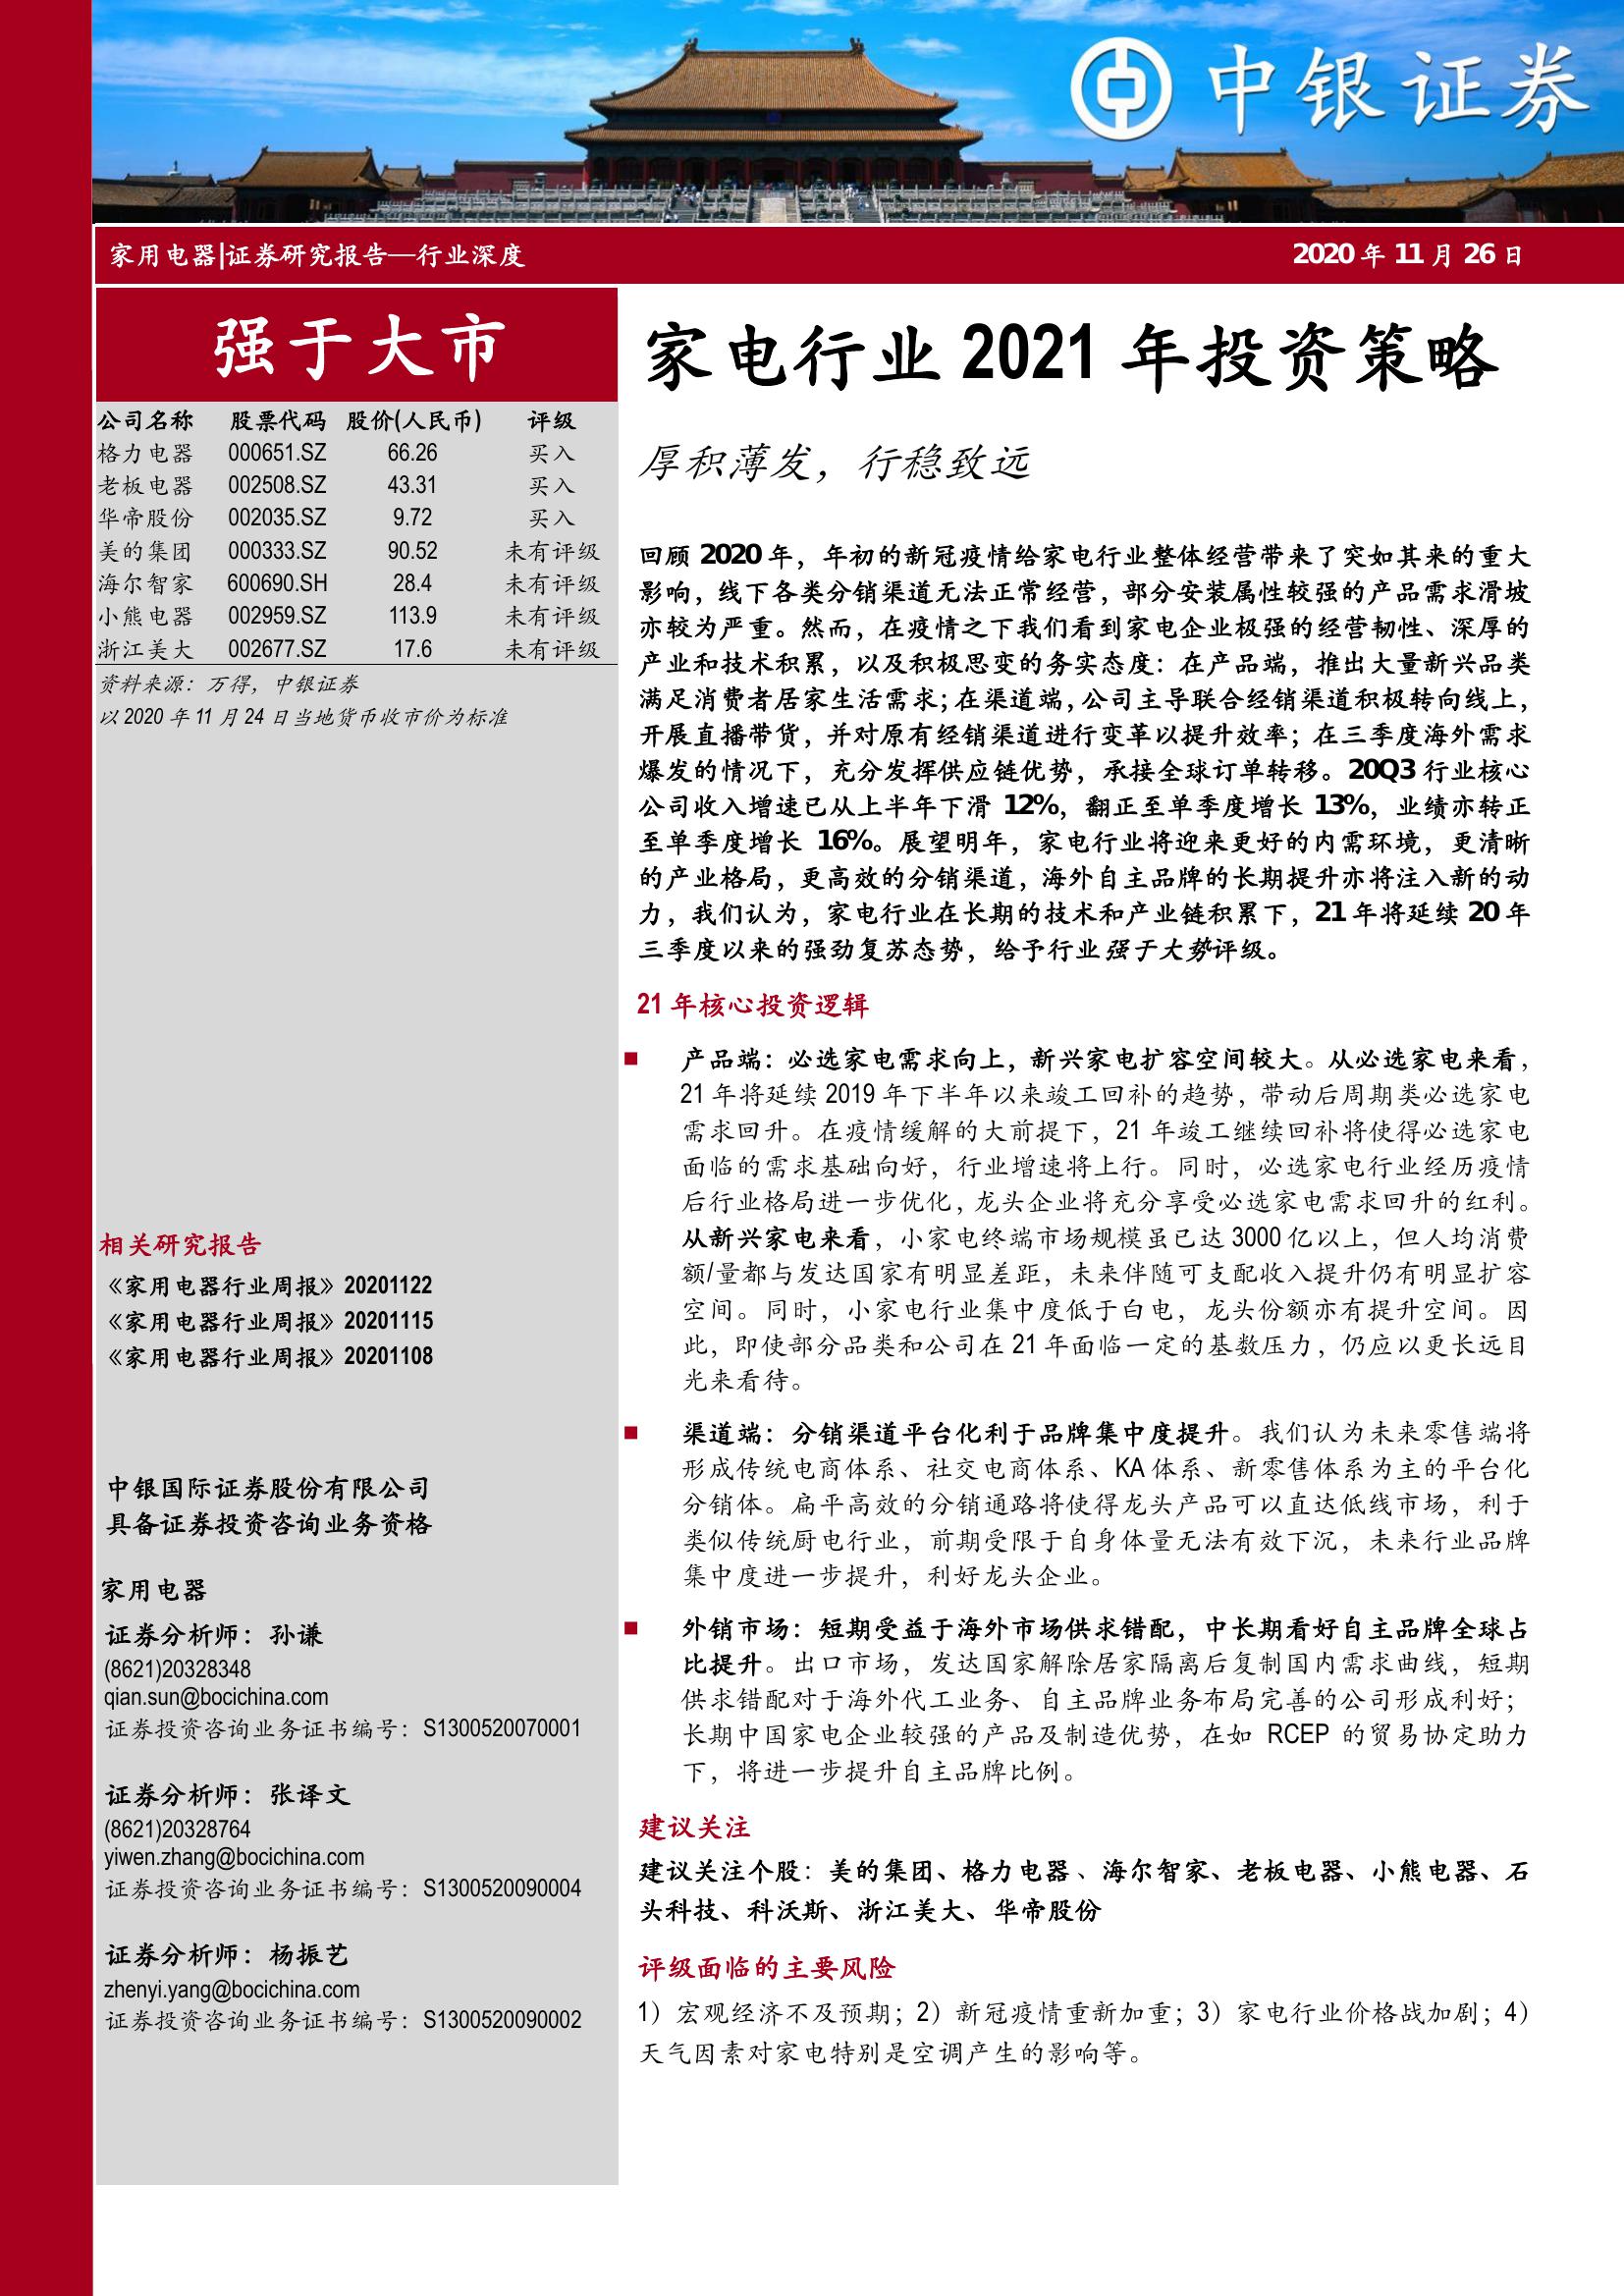 中银证券
家用电器|证券研究报告—行业深度
2020 年 11 月 26 日
强于大市
公司名称 股票代码 股价(人民币) 评级
格力电器 000651.SZ 66.26 买入
老板电器 002508.SZ 43.31 买入
华帝股份 002035.SZ 9.72 买入
美的集团 000333.SZ 90.52 未有评级
海尔智家 600690.SH 28.4 未有评级
小熊电器 002959.SZ 113.9 未有评级
浙江美大 002677.SZ 17.6 未有评级
资料来源：万得，中银证券
以 2020 年 11 月 24 日当地货币收市价为标准
相关研究报告
《家用电器行业周报》20201122
《家用电器行业周报》20201115
《家用电器行业周报》20201108
中银国际证券股份有限公司
具备证券投资咨询业务资格
家用电器
证券分析师：孙谦
(8621)20328348
qian.sun@bocichina.com
证券投资咨询业务证书编号：S1300520070001
证券分析师：张译文
(8621)20328764
yiwen.zhang@bocichina.com
证券投资咨询业务证书编号：S1300520090004
证券分析师：杨振艺
zhenyi.yang@bocichina.com
证券投资咨询业务证书编号：S1300520090002
家电行业 2021 年投资策略
厚积薄发，行稳致远
回顾 2020 年，年初的新冠疫情给家电行业整体经营带来了突如其来的重大
影响，线下各类分销渠道无法正常经营，部分安装属性较强的产品需求滑坡
亦较为严重。然而，在疫情之下我们看到家电企业极强的经营韧性、深厚的
产业和技术积累，以及积极思变的务实态度：在产品端，推出大量新兴品类
满足消费者居家生活需求；在渠道端，公司主导联合经销渠道积极转向线上，
开展直播带货，并对原有经销渠道进行变革以提升效率；在三季度海外需求
爆发的情况下，充分发挥供应链优势，承接全球订单转移。20Q3 行业核心
公司收入增速已从上半年下滑 12%，翻正至单季度增长 13%，业绩亦转正
至单季度增长 16%。展望明年，家电行业将迎来更好的内需环境，更清晰
的产业格局，更高效的分销渠道，海外自主品牌的长期提升亦将注入新的动
力，我们认为，家电行业在长期的技术和产业链积累下，21 年将延续 20 年
三季度以来的强劲复苏态势，给予行业强于大势评级。
21 年核心投资逻辑
■ 产品端：必选家电需求向上，新兴家电扩容空间较大。从必选家电来看，
21 年将延续 2019 年下半年以来竣工回补的趋势，带动后周期类必选家电
需求回升。在疫情缓解的大前提下，21 年竣工继续回补将使得必选家电
面临的需求基础向好，行业增速将上行。同时，必选家电行业经历疫情
后行业格局进一步优化，龙头企业将充分享受必选家电需求回升的红利。
从新兴家电来看，小家电终端市场规模虽已达 3000 亿以上，但人均消费
额/量都与发达国家有明显差距，未来伴随可支配收入提升仍有明显扩容
空间。同时，小家电行业集中度低于白电，龙头份额亦有提升空间。因
此，即使部分品类和公司在 21 年面临一定的基数压力，仍应以更长远目
光来看待。
■ 渠道端：分销渠道平台化利于品牌集中度提升。我们认为未来零售端将
形成传统电商体系、社交电商体系、KA 体系、新零售体系为主的平台化
分销体。扁平高效的分销通路将使得龙头产品可以直达低线市场，利于
类似传统厨电行业，前期受限于自身体量无法有效下沉，未来行业品牌
集中度进一步提升，利好龙头企业。
■ 外销市场：短期受益于海外市场供求错配，中长期看好自主品牌全球占
比提升。出口市场，发达国家解除居家隔离后复制国内需求曲线，短期
供求错配对于海外代工业务、自主品牌业务布局完善的公司形成利好；
长期中国家电企业较强的产品及制造优势，在如 RCEP 的贸易协定助力
下，将进一步提升自主品牌比例。
建议关注
建议关注个股：美的集团、格力电器、海尔智家、老板电器、小熊电器、石
头科技、科沃斯、浙江美大、华帝股份
评级面临的主要风险
1）宏观经济不及预期；2）新冠疫情重新加重；3）家电行业价格战加剧；4）
天气因素对家电特别是空调产生的影响等。